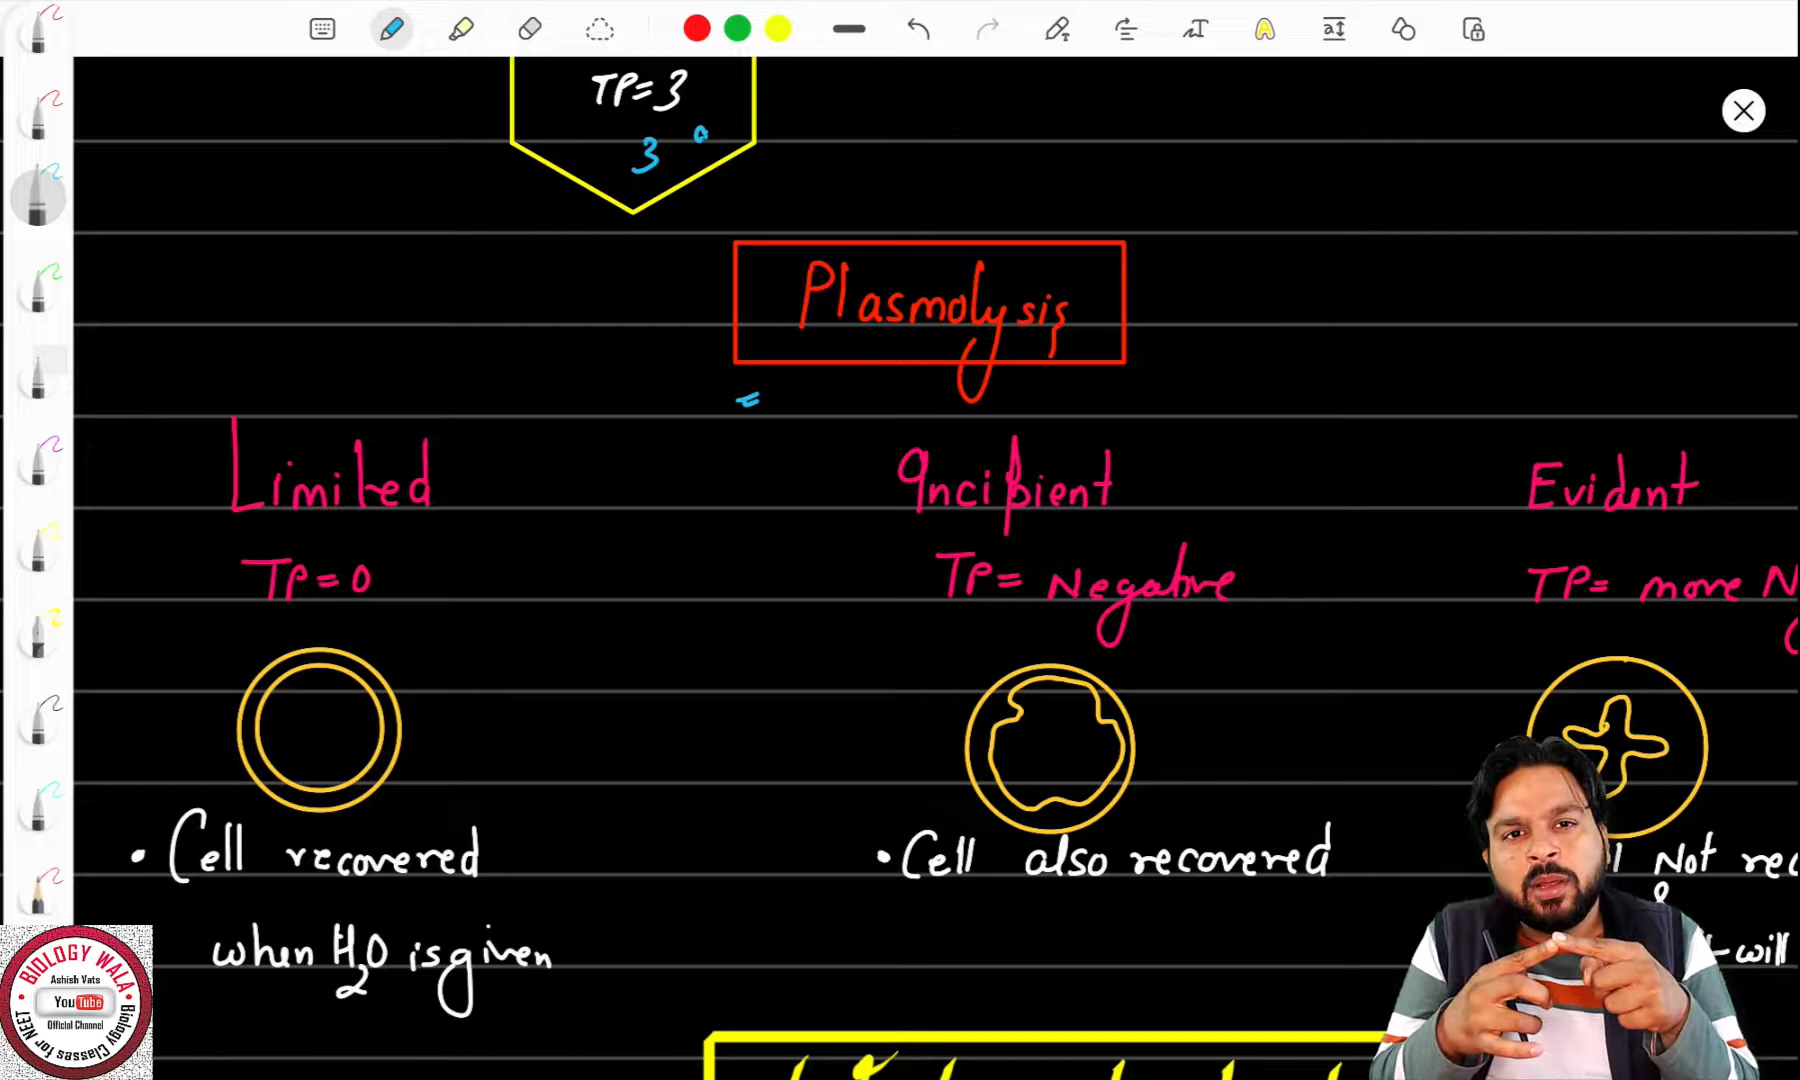 TP=3
3
Plasmolysis
=
Limited
Incipient
Evident
TP=0
TP= Negative
TP= more N
• Cell recovered
• Cell also recovered
Not rec
when H2O is given
will
BIOLOGY WALA
Ashish Vats
YouTube
Official Channel
Biology Classes for NEET